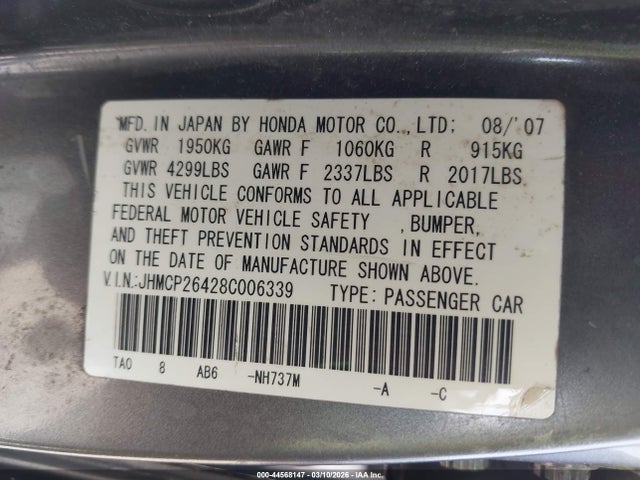 MFD. IN JAPAN BY HONDA MOTOR CO., LTD; 08/'07
GVWR 1950KG GAWR F 1060KG R 915KG
GVWR 4299LBS GAWR F 2337LBS R 2017LBS
THIS VEHICLE CONFORMS TO ALL APPLICABLE
FEDERAL MOTOR VEHICLE SAFETY , BUMPER,
AND THEFT PREVENTION STANDARDS IN EFFECT
ON THE DATE OF MANUFACTURE SHOWN ABOVE.
V.I.N.:JHMCP26428C006339 TYPE: PASSENGER CAR
TA0 8 AB6 -NH737M -A -C
000-44568147 - 03/10/2026 - Copyright IAA, Inc.